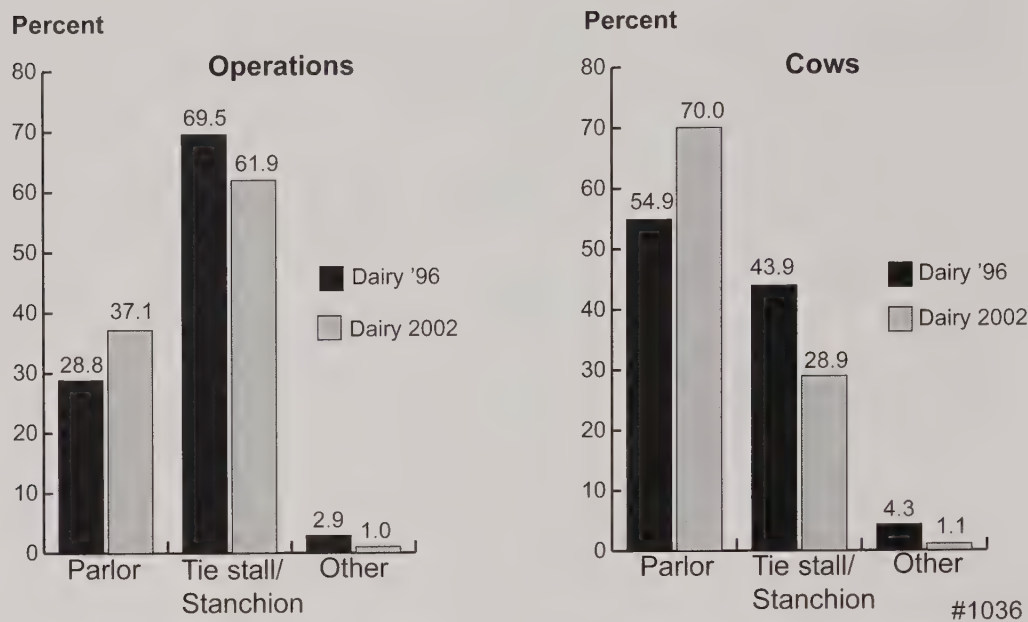 Percent
Operations
80
70
60
50
40
30
20
10
0
69.5
61.9
28.8
37.1
2.9
1.0
Dairy '96
Dairy 2002
Parlor
Tie stall/
Stanchion
Other
Percent
Cows
80
70
60
50
40
30
20
10
0
54.9
70.0
43.9
28.9
4.3
1.1
Dairy '96
Dairy 2002
Parlor
Tie stall/
Stanchion
Other
#1036